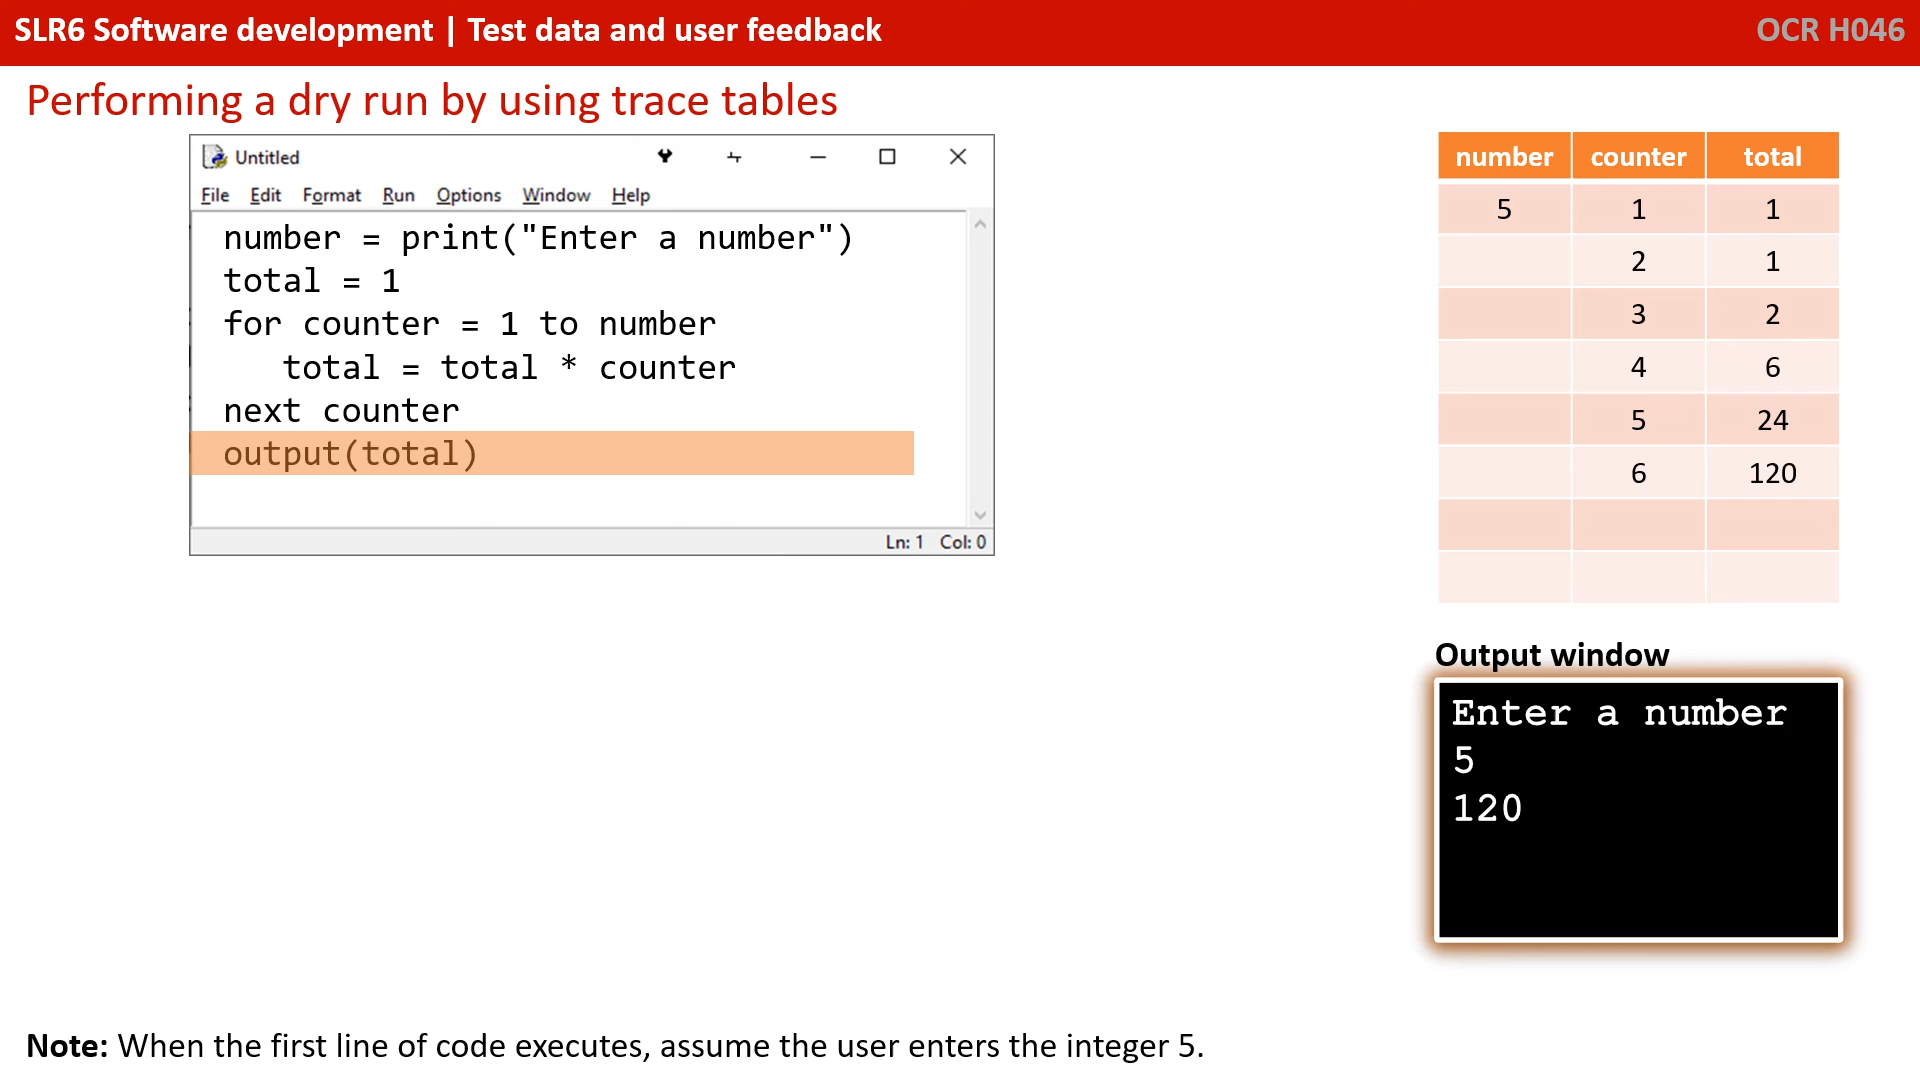 SLR6 Software development | Test data and user feedback
OCR H046
Performing a dry run by using trace tables
Untitled
File Edit Format Run Options Window Help
number = print("Enter a number")
total = 1
for counter = 1 to number
   total = total * counter
next counter
output(total)
Ln: 1 Col: 0
number counter total
5 1 1
2 1
3 2
4 6
5 24
6 120
Output window
Enter a number
5
120
Note: When the first line of code executes, assume the user enters the integer 5.